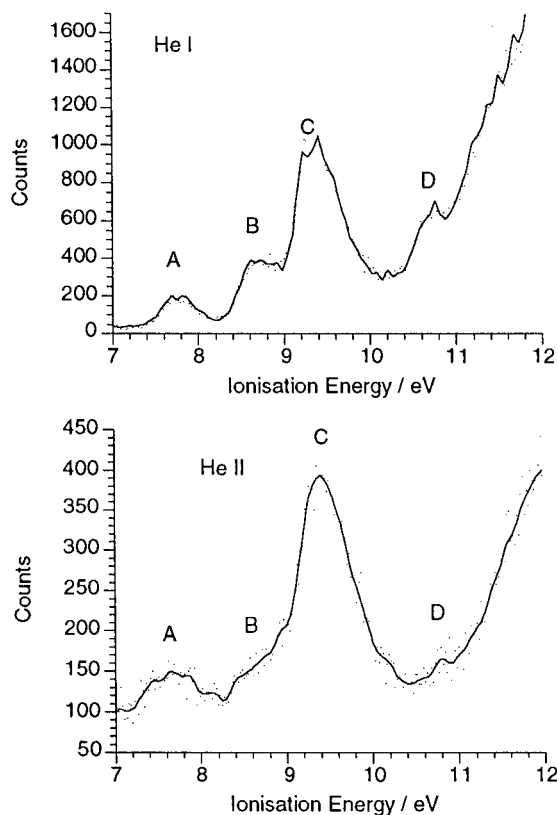 He I
1600
1400
1200
1000
800
600
400
200
0
Counts
A
B
C
D
7 8 9 10 11 12
Ionisation Energy / eV
He II
450
400
350
300
250
200
150
100
50
Counts
A
B
C
D
7 8 9 10 11 12
Ionisation Energy / eV